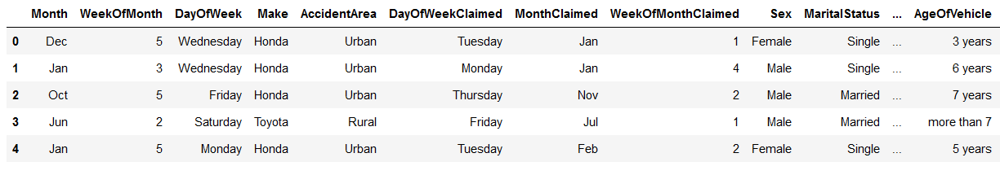 Month WeekOfMonth DayOfWeek Make AccidentArea DayOfWeekClaimed MonthClaimed WeekOfMonthClaimed Sex MaritalStatus ... AgeOfVehicle
0 Dec 5 Wednesday Honda Urban Tuesday Jan 1 Female Single ... 3 years
1 Jan 3 Wednesday Honda Urban Monday Jan 4 Male Single ... 6 years
2 Oct 5 Friday Honda Urban Thursday Nov 2 Male Married ... 7 years
3 Jun 2 Saturday Toyota Rural Friday Jul 1 Male Married ... more than 7
4 Jan 5 Monday Honda Urban Tuesday Feb 2 Female Single ... 5 years